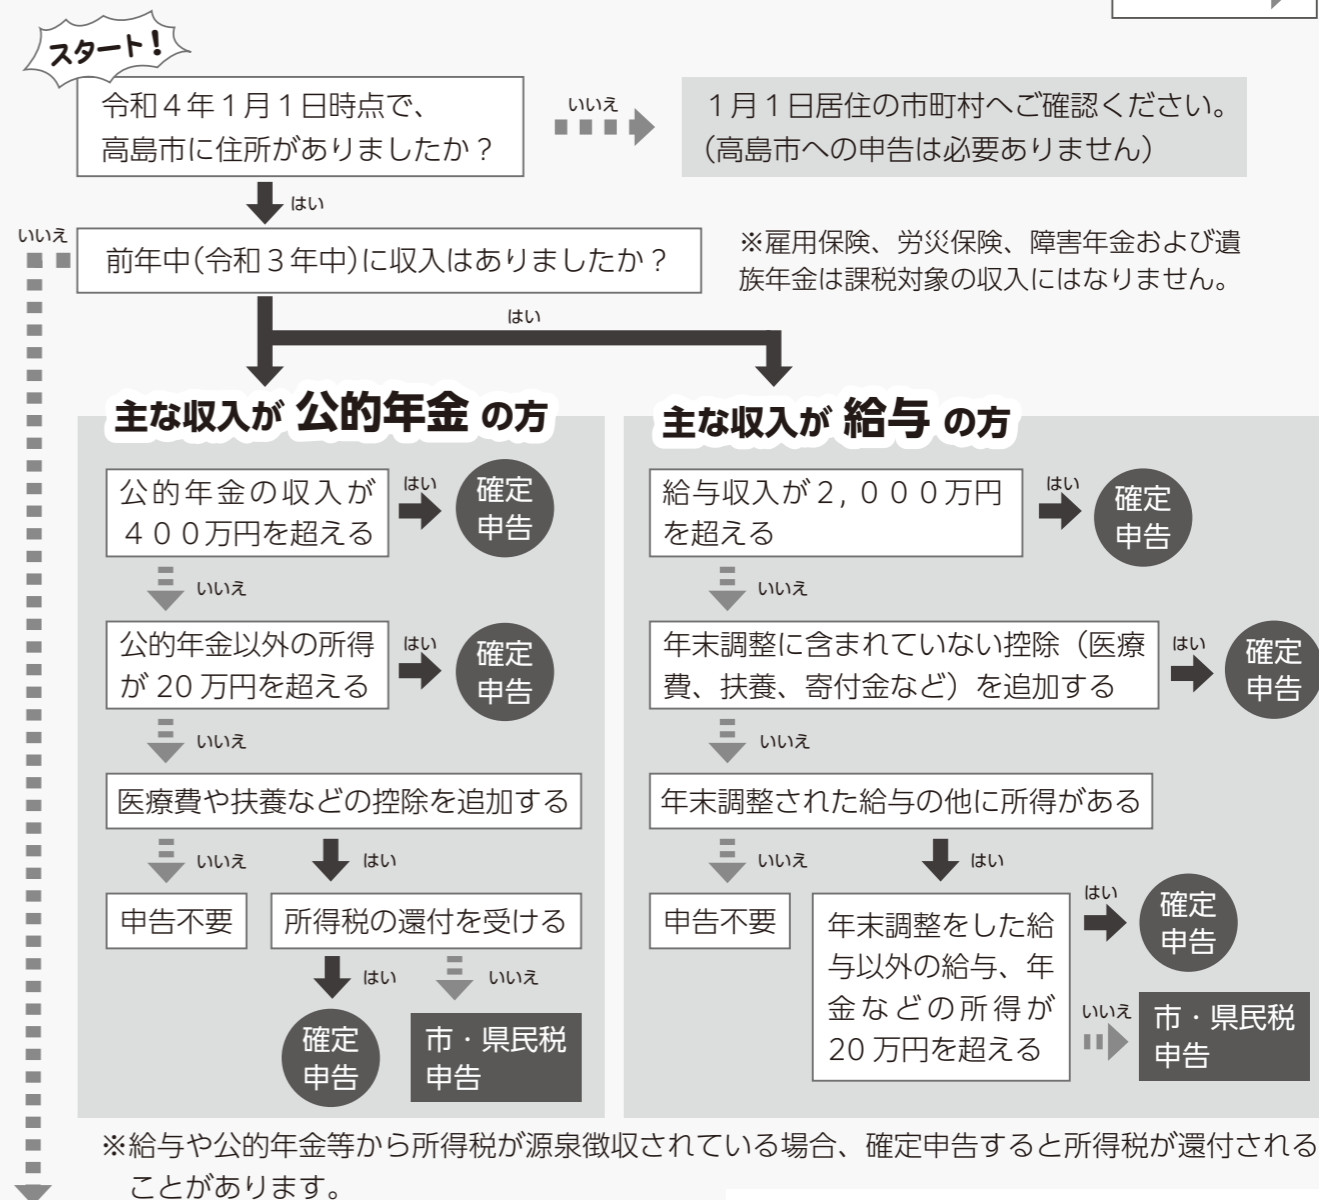 スタート！
令和４年１月１日時点で、
高島市に住所がありましたか？
いいえ
１月１日居住の市町村へご確認ください。
（高島市への申告は必要ありません）
はい
いいえ
前年中（令和３年中）に収入はありましたか？
※雇用保険、労災保険、障害年金および遺
族年金は課税対象の収入にはなりません。
はい
主な収入が 公的年金 の方
公的年金の収入が
４００万円を超える
はい
確定
申告
いいえ
公的年金以外の所得
が 20 万円を超える
はい
確定
申告
いいえ
医療費や扶養などの控除を追加する
いいえ
はい
申告不要
所得税の還付を受ける
はい
いいえ
確定
申告
市・県民税
申告
主な収入が 給与 の方
給与収入が２，０００万円
を超える
はい
確定
申告
いいえ
年末調整に含まれていない控除（医療
費、扶養、寄付金など）を追加する
はい
確定
申告
いいえ
年末調整された給与の他に所得がある
いいえ
はい
申告不要
年末調整をした給
与以外の給与、年
金などの所得が
20 万円を超える
はい
確定
申告
いいえ
市・県民税
申告
※給与や公的年金等から所得税が源泉徴収されている場合、確定申告すると所得税が還付される
ことがあります。